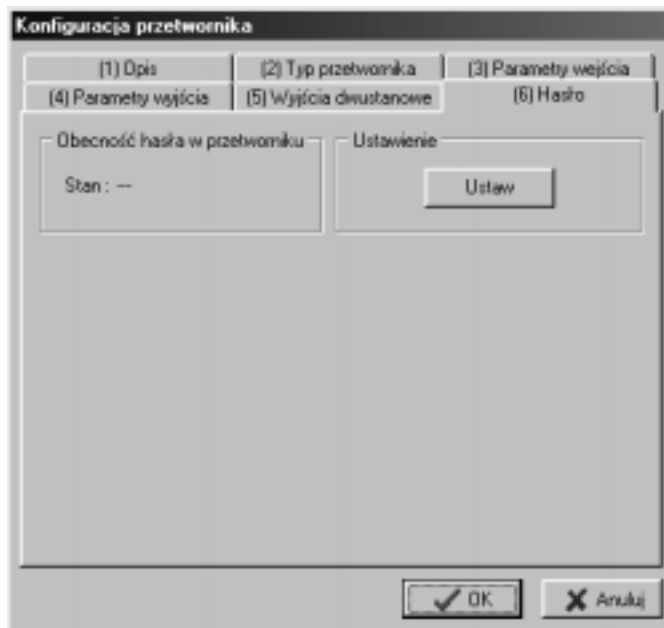 Konfiguracja przetwornika
(1) Opis
(2) Typ przetwornika
(3) Parametry wejścia
(4) Parametry wyjścia
(5) Wyjścia dwustanowe
(6) Hasło
Obecność hasła w przetworniku
Ustawienie
Stan : --
Ustaw
OK
Anuluj